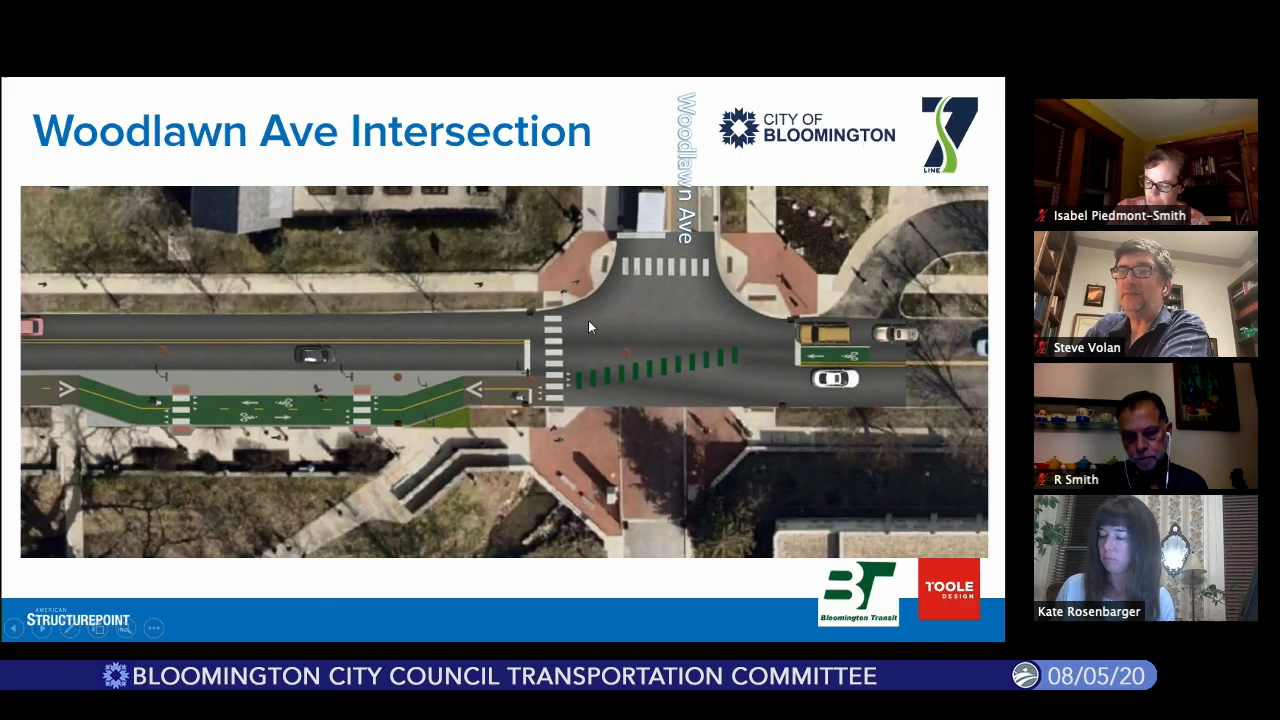 Woodlawn Ave Intersection
Woodlawn Ave
CITY OF
BLOOMINGTON
7
LINE
Isabel Piedmont-Smith
Steve Volan
R Smith
Kate Rosenbarger
BT
Bloomington Transit
TOOLE
DESIGN
AMERICAN
STRUCTUREPOINT
BLOOMINGTON CITY COUNCIL TRANSPORTATION COMMITTEE
08/05/20